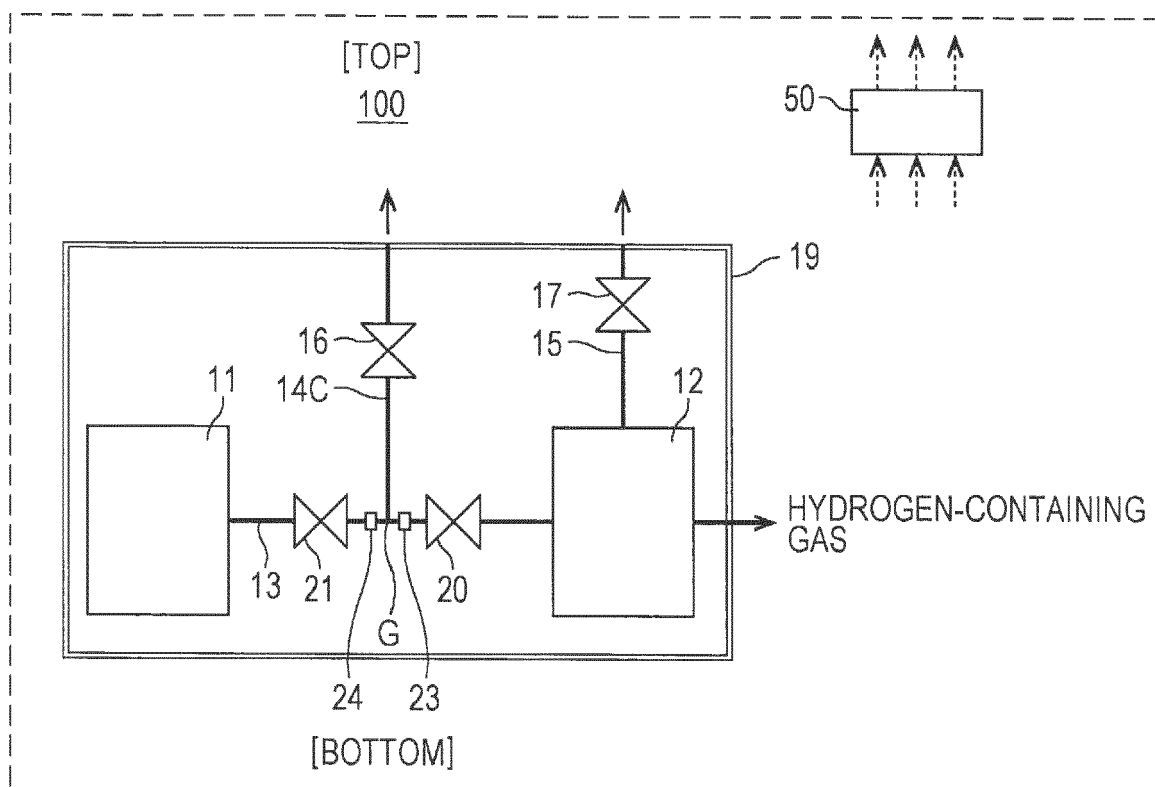 [TOP]
100
50
19
17
16
15
14C
11
12
HYDROGEN-CONTAINING
GAS
13
21
20
G
24
23
[BOTTOM]